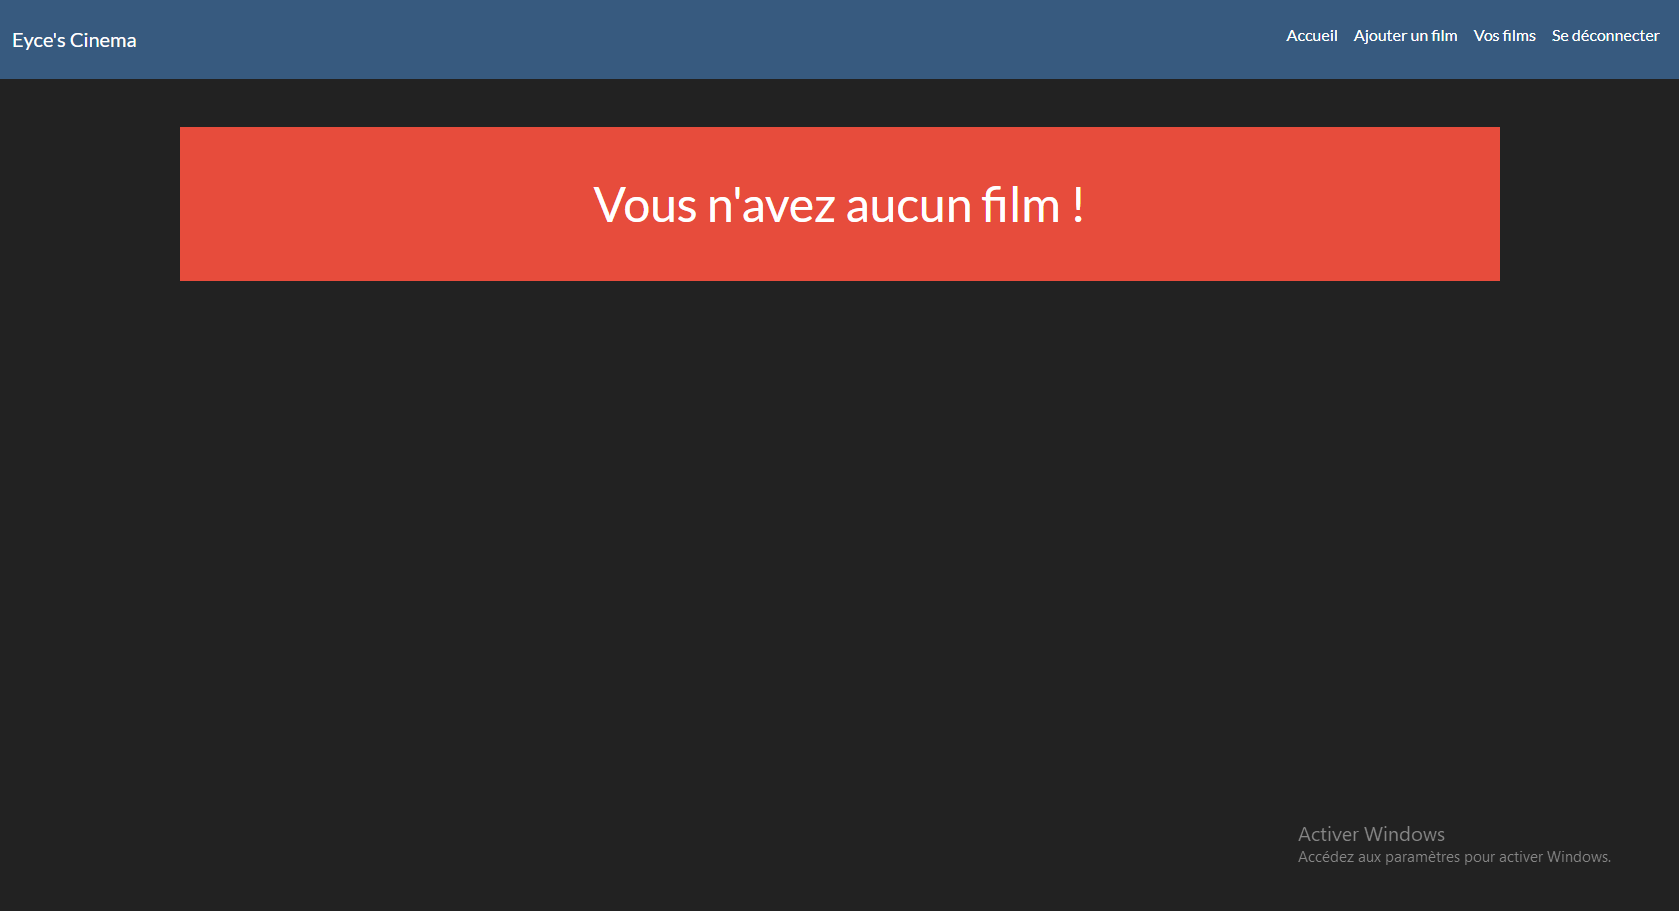 Eyce's Cinema
Accueil Ajouter un film Vos films Se déconnecter
Vous n'avez aucun film !
Activer Windows
Accédez aux paramètres pour activer Windows.